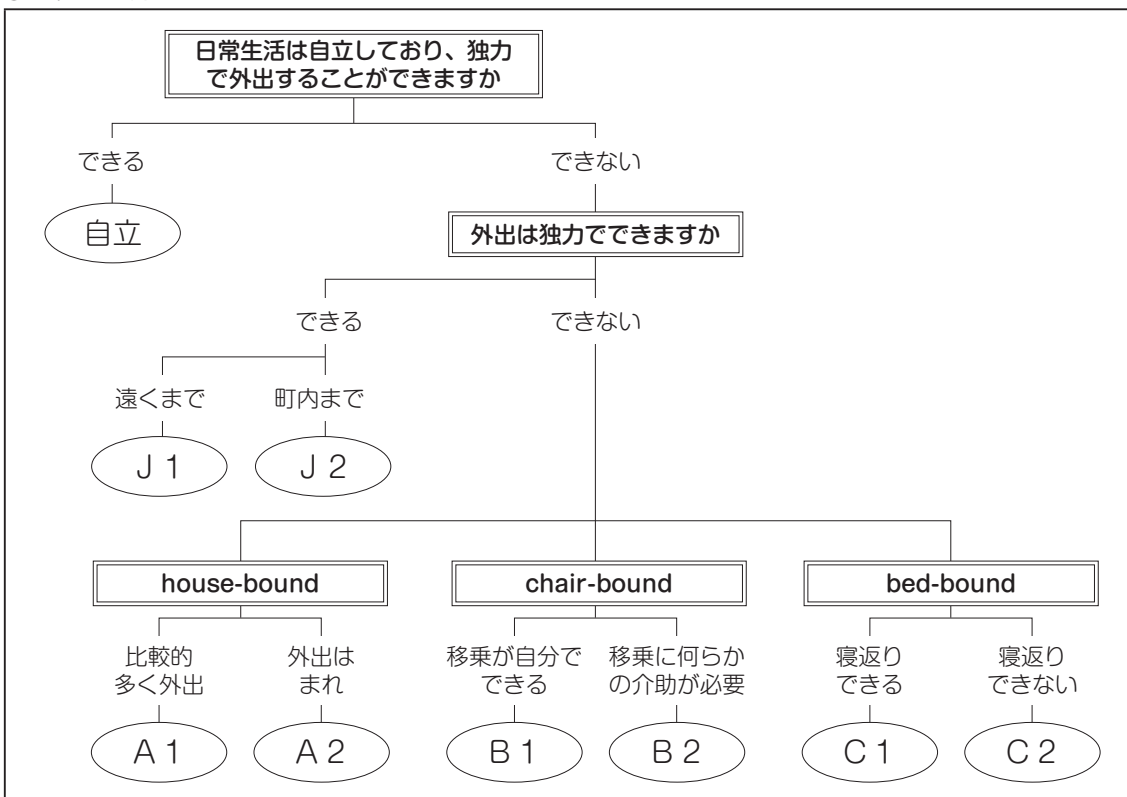 日常生活は自立しており、独力
で外出することができますか
できる
できない
自立
外出は独力でできますか
できる
できない
遠くまで
町内まで
J 1
J 2
house-bound
chair-bound
bed-bound
比較的
多く外出
外出は
まれ
移乗が自分で
できる
移乗に何らか
の介助が必要
寝返り
できる
寝返り
できない
A 1
A 2
B 1
B 2
C 1
C 2